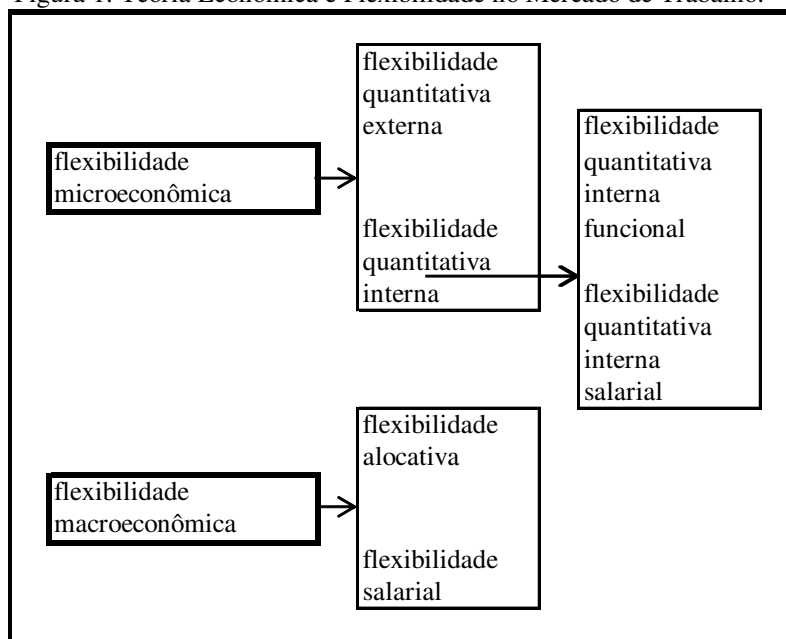 Figura 1: Teoria Econômica e Flexibilidade no Mercado de Trabalho.
flexibilidade
microeconômica
flexibilidade
quantitativa
externa
flexibilidade
quantitativa
interna
flexibilidade
quantitativa
interna
funcional
flexibilidade
quantitativa
interna
salarial
flexibilidade
macroeconômica
flexibilidade
alocativa
flexibilidade
salarial